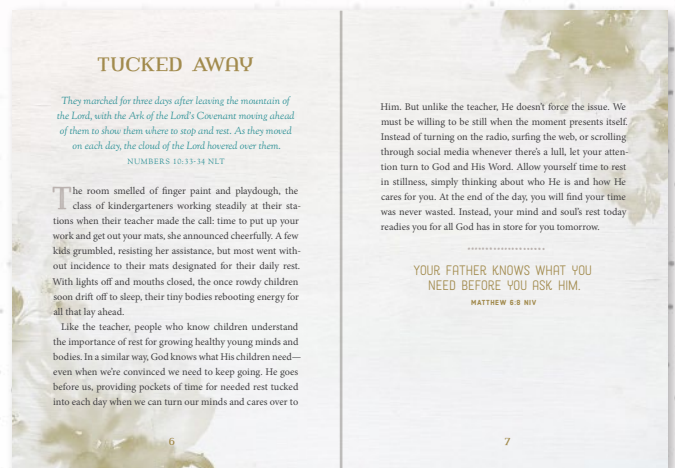 TUCKED AWAY
They marched for three days after leaving the mountain of
the Lord, with the Ark of the Lord's Covenant moving ahead
of them to show them where to stop and rest. As they moved
on each day, the cloud of the Lord hovered over them.
NUMBERS 10:33-34 NLT
The room smelled of finger paint and playdough, the
class of kindergarteners working steadily at their sta-
tions when their teacher made the call: time to put up your
work and get out your mats, she announced cheerfully. A few
kids grumbled, resisting her assistance, but most went with-
out incidence to their mats designated for their daily rest.
With lights off and mouths closed, the once rowdy children
soon drift off to sleep, their tiny bodies rebooting energy for
all that lay ahead.
Like the teacher, people who know children understand
the importance of rest for growing healthy young minds and
bodies. In a similar way, God knows what His children need—
even when we're convinced we need to keep going. He goes
before us, providing pockets of time for needed rest tucked
into each day when we can turn our minds and cares over to
6
Him. But unlike the teacher, He doesn't force the issue. We
must be willing to be still when the moment presents itself.
Instead of turning on the radio, surfing the web, or scrolling
through social media whenever there's a lull, let your atten-
tion turn to God and His Word. Allow yourself time to rest
in stillness, simply thinking about who He is and how He
cares for you. At the end of the day, you will find your time
was never wasted. Instead, your mind and soul's rest today
readies you for all God has in store for you tomorrow.
YOUR FATHER KNOWS WHAT YOU
NEED BEFORE YOU ASK HIM.
MATTHEW 6:8 NIV
7